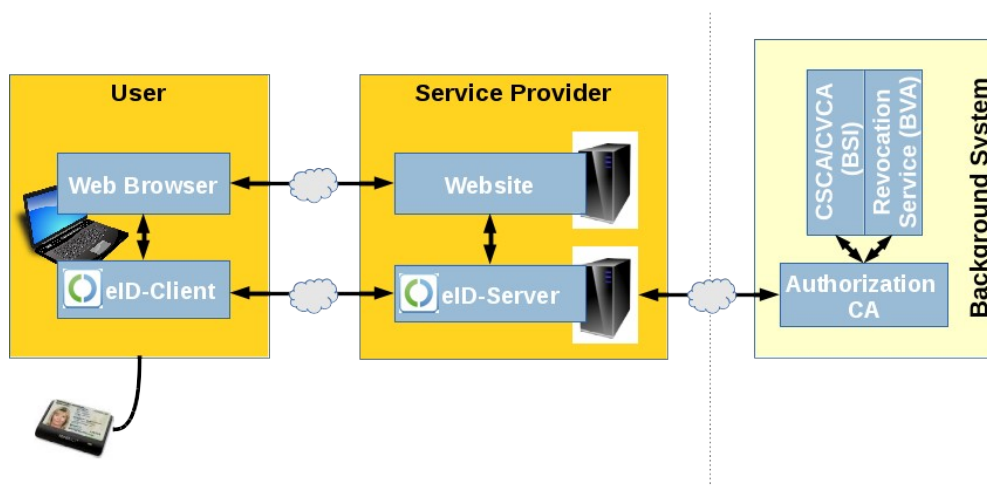 User
Web Browser
eID-Client
Service Provider
Website
eID-Server
CSCA/CVCA
(BSI)
Revocation
Service (BVA)
Authorization
CA
Background System